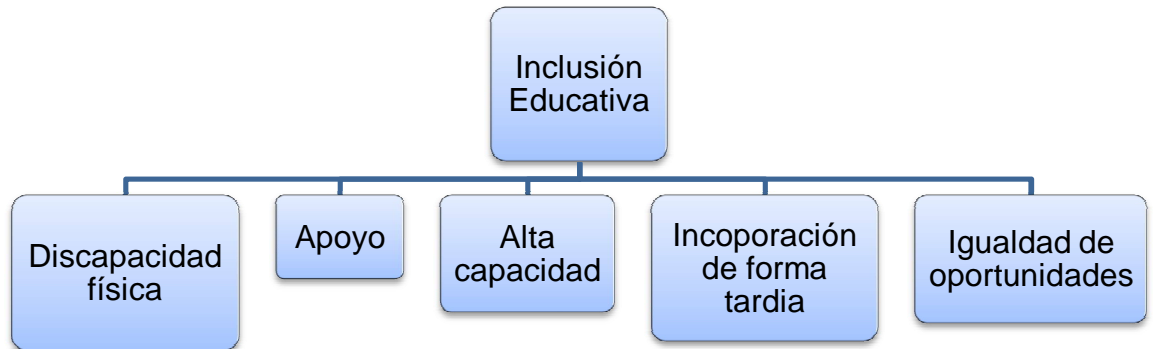 Inclusión
Educativa
Discapacidad
física
Apoyo
Alta
capacidad
Incoporación
de forma
tardia
Igualdad de
oportunidades